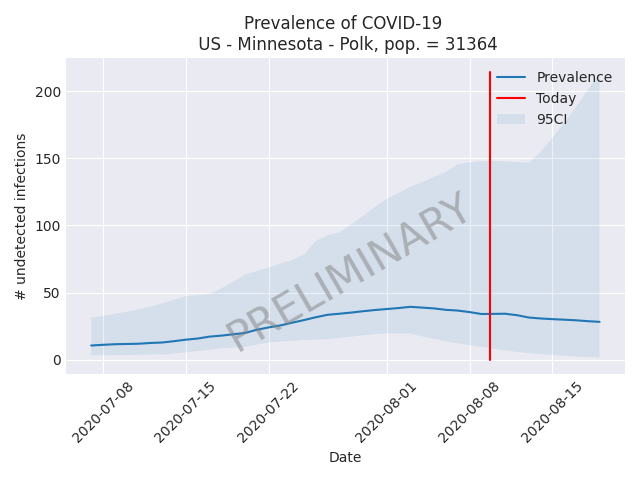 Prevalence of COVID-19
US - Minnesota - Polk, pop. = 31364
Prevalence
Today
95CI
# undetected infections
200
150
100
50
0
PRELIMINARY
2020-07-08
2020-07-15
2020-07-22
2020-08-01
2020-08-08
2020-08-15
Date